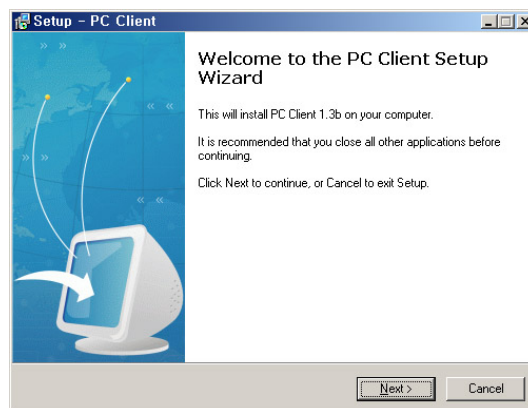 Setup - PC Client
Welcome to the PC Client Setup
Wizard
This will install PC Client 1.3b on your computer.
It is recommended that you close all other applications before
continuing.
Click Next to continue, or Cancel to exit Setup.
Next > Cancel